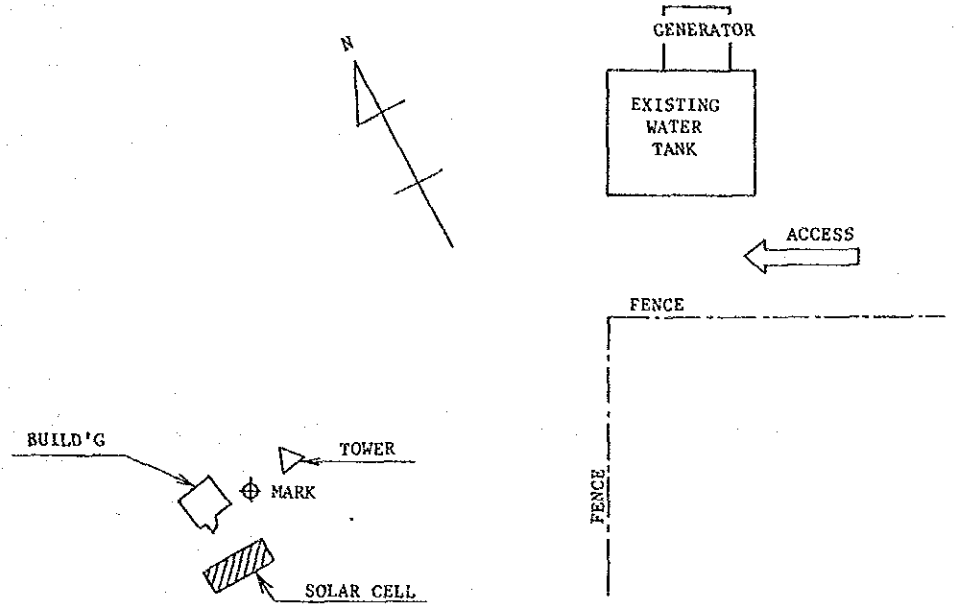 GENERATOR
N
EXISTING
WATER
TANK
ACCESS
FENCE
BUILD'G
TOWER
MARK
FENCE
SOLAR CELL